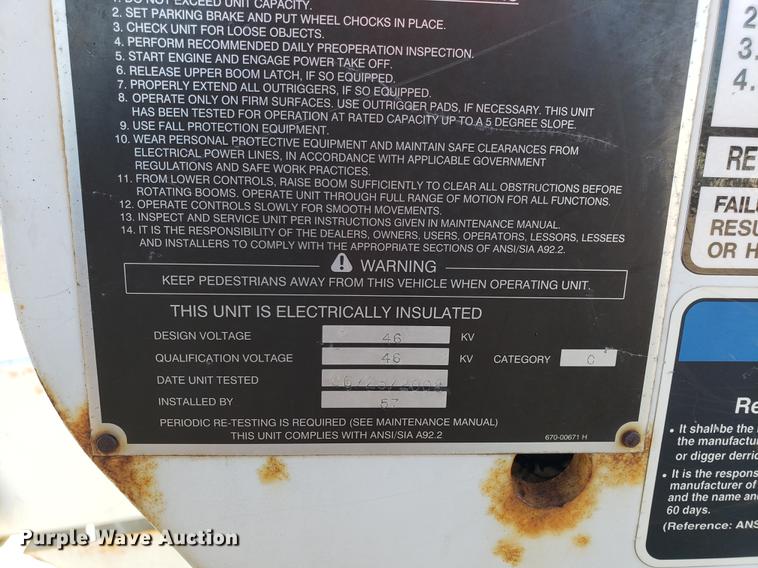 1. DO NOT EXCEED UNIT CAPACITY.
2. SET PARKING BRAKE AND PUT WHEEL CHOCKS IN PLACE.
3. CHECK UNIT FOR LOOSE OBJECTS.
4. PERFORM RECOMMENDED DAILY PREOPERATION INSPECTION.
5. START ENGINE AND ENGAGE POWER TAKE OFF.
6. RELEASE UPPER BOOM LATCH, IF SO EQUIPPED.
7. PROPERLY EXTEND ALL OUTRIGGERS, IF SO EQUIPPED.
8. OPERATE ONLY ON FIRM SURFACES. USE OUTRIGGER PADS, IF NECESSARY. THIS UNIT
HAS BEEN TESTED FOR OPERATION AT RATED CAPACITY UP TO A 5 DEGREE SLOPE.
9. USE FALL PROTECTION EQUIPMENT.
10. WEAR PERSONAL PROTECTIVE EQUIPMENT AND MAINTAIN SAFE CLEARANCES FROM
ELECTRICAL POWER LINES, IN ACCORDANCE WITH APPLICABLE GOVERNMENT
REGULATIONS AND SAFE WORK PRACTICES.
11. FROM LOWER CONTROLS, RAISE BOOM SUFFICIENTLY TO CLEAR ALL OBSTRUCTIONS BEFORE
ROTATING BOOMS. OPERATE UNIT THROUGH FULL RANGE OF MOTION FOR ALL FUNCTIONS.
12. OPERATE CONTROLS SLOWLY FOR SMOOTH MOVEMENTS.
13. INSPECT AND SERVICE UNIT PER INSTRUCTIONS GIVEN IN MAINTENANCE MANUAL.
14. IT IS THE RESPONSIBILITY OF THE DEALERS, OWNERS, USERS, OPERATORS, LESSORS, LESSEES
AND INSTALLERS TO COMPLY WITH THE APPROPRIATE SECTIONS OF ANSI/SIA A92.2.
WARNING
KEEP PEDESTRIANS AWAY FROM THIS VEHICLE WHEN OPERATING UNIT.
THIS UNIT IS ELECTRICALLY INSULATED
DESIGN VOLTAGE 46 KV
QUALIFICATION VOLTAGE 46 KV CATEGORY C
DATE UNIT TESTED
INSTALLED BY 57
PERIODIC RE-TESTING IS REQUIRED (SEE MAINTENANCE MANUAL)
THIS UNIT COMPLIES WITH ANSI/SIA A92.2
670-00671 H
2
3.
4.
RE
FAIL
RESU
OR H
Re
• It shall be the
the manufactu
or digger derric
• It is the respons
manufacturer of
and the name and
60 days.
(Reference: ANS
Purple Wave Auction